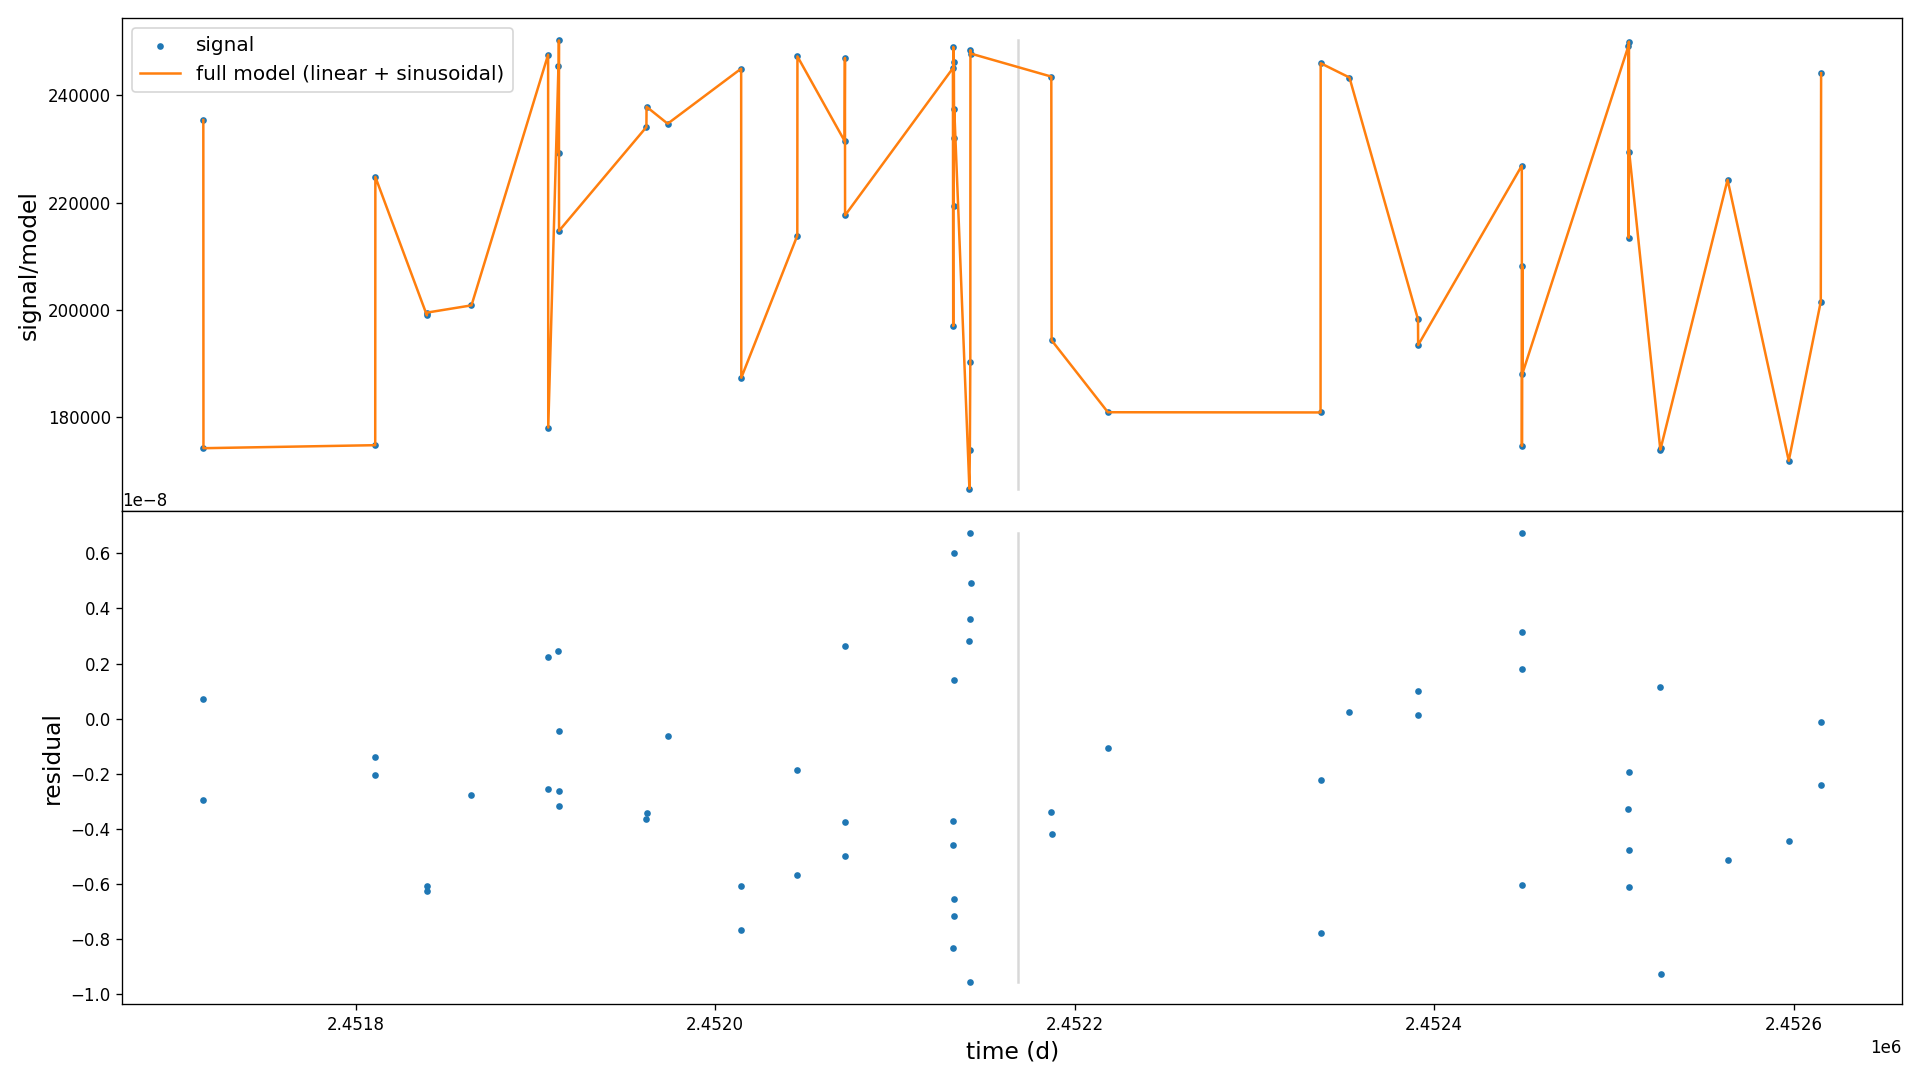 signal
full model (linear + sinusoidal)
240000
220000
200000
180000
signal/model
1e−8
0.6
0.4
0.2
0.0
−0.2
−0.4
−0.6
−0.8
−1.0
residual
2.4518
2.4520
2.4522
2.4524
2.4526
time (d)
1e6